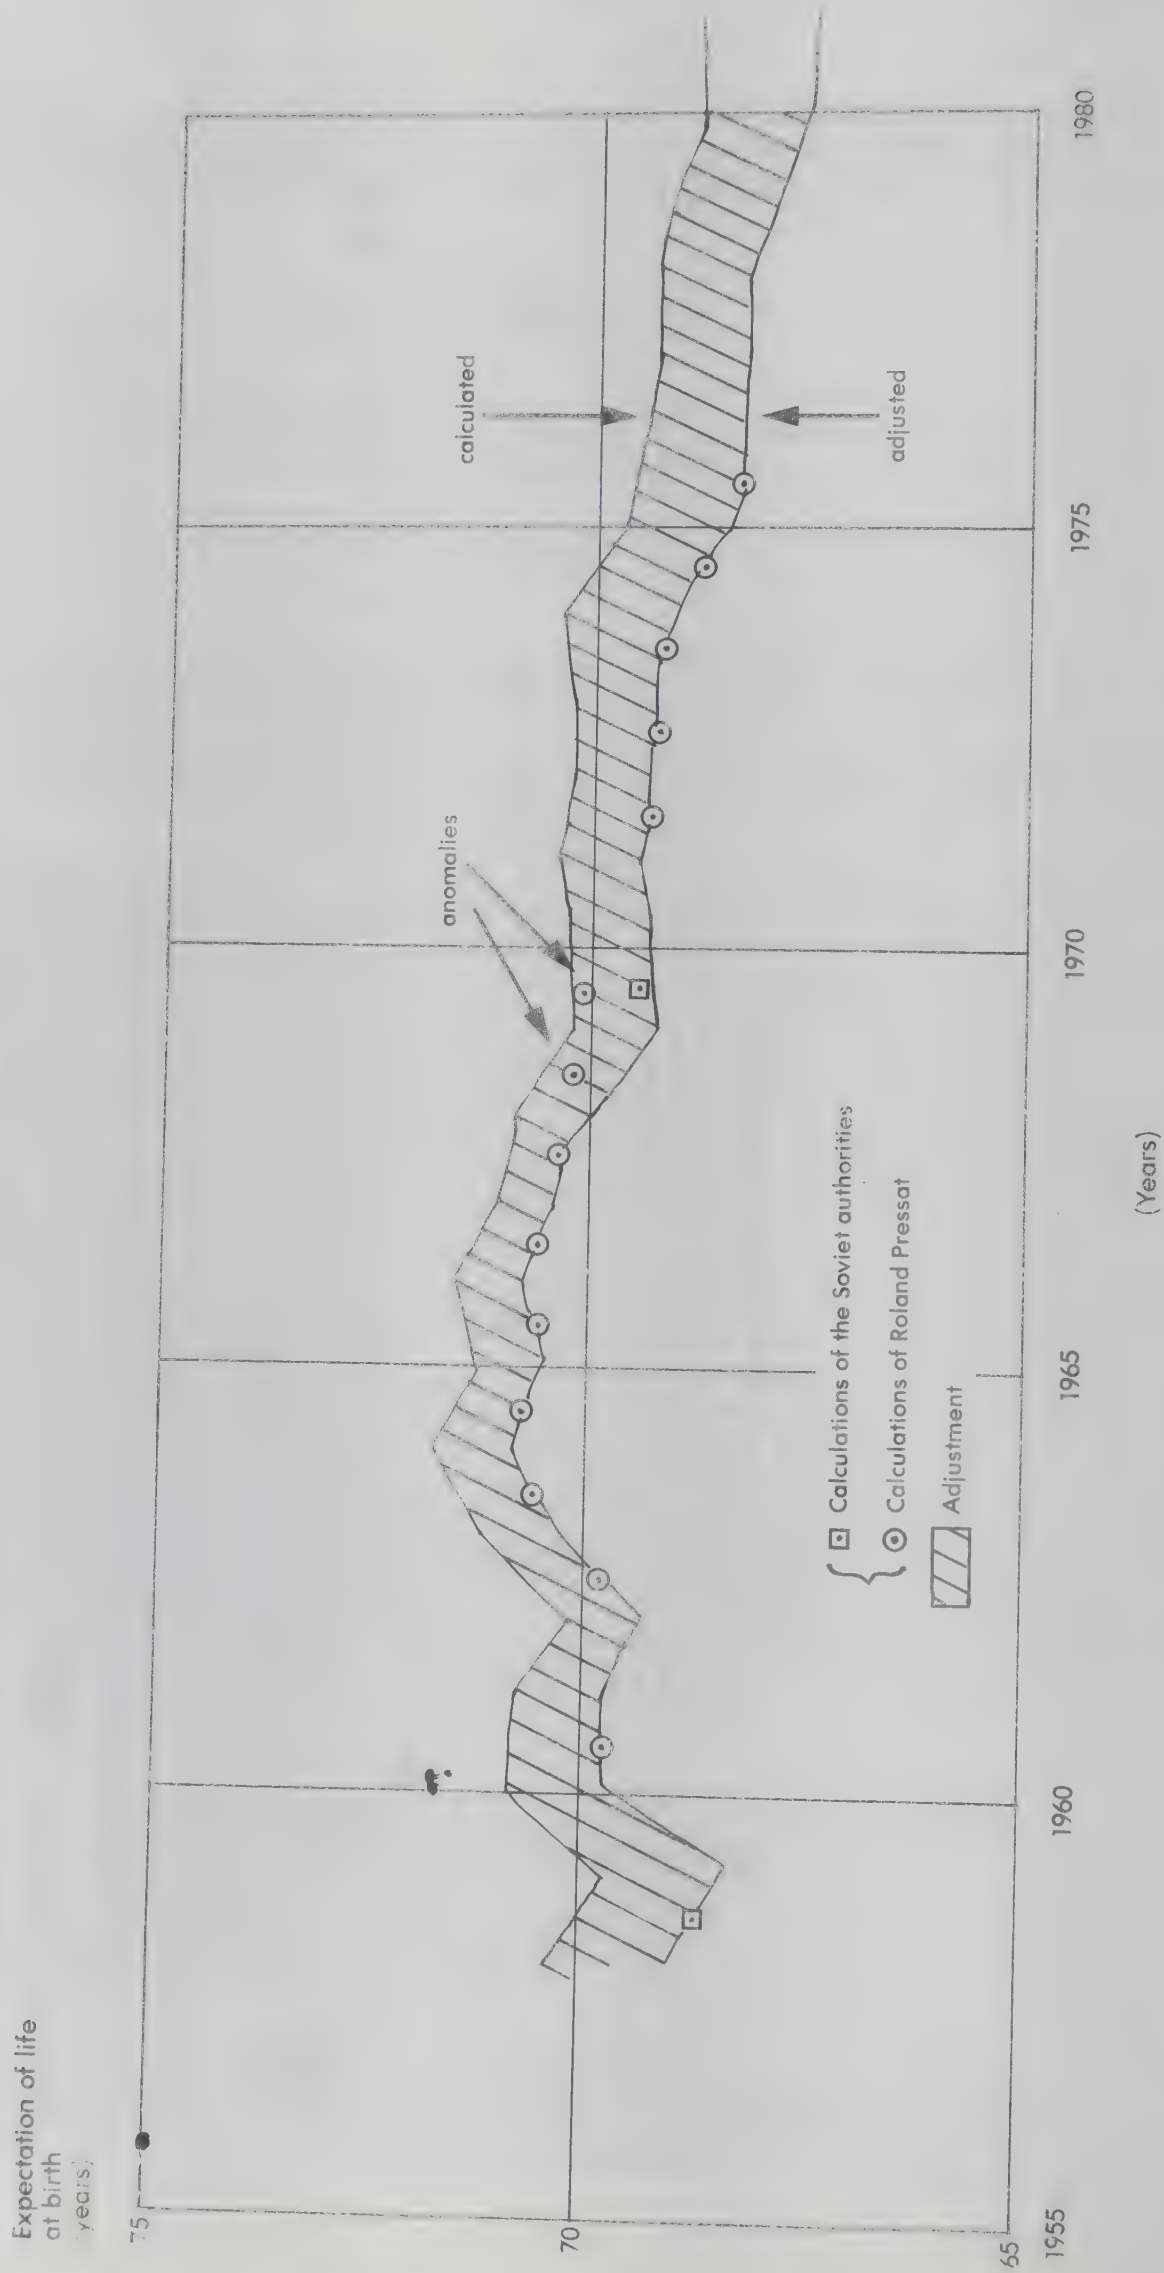 Expectation of life
at birth
years)
75
70
65
1955
1960
1965
1970
1975
1980
(Years)
anomalies
calculated
adjusted
Calculations of the Soviet authorities
Calculations of Roland Pressat
Adjustment